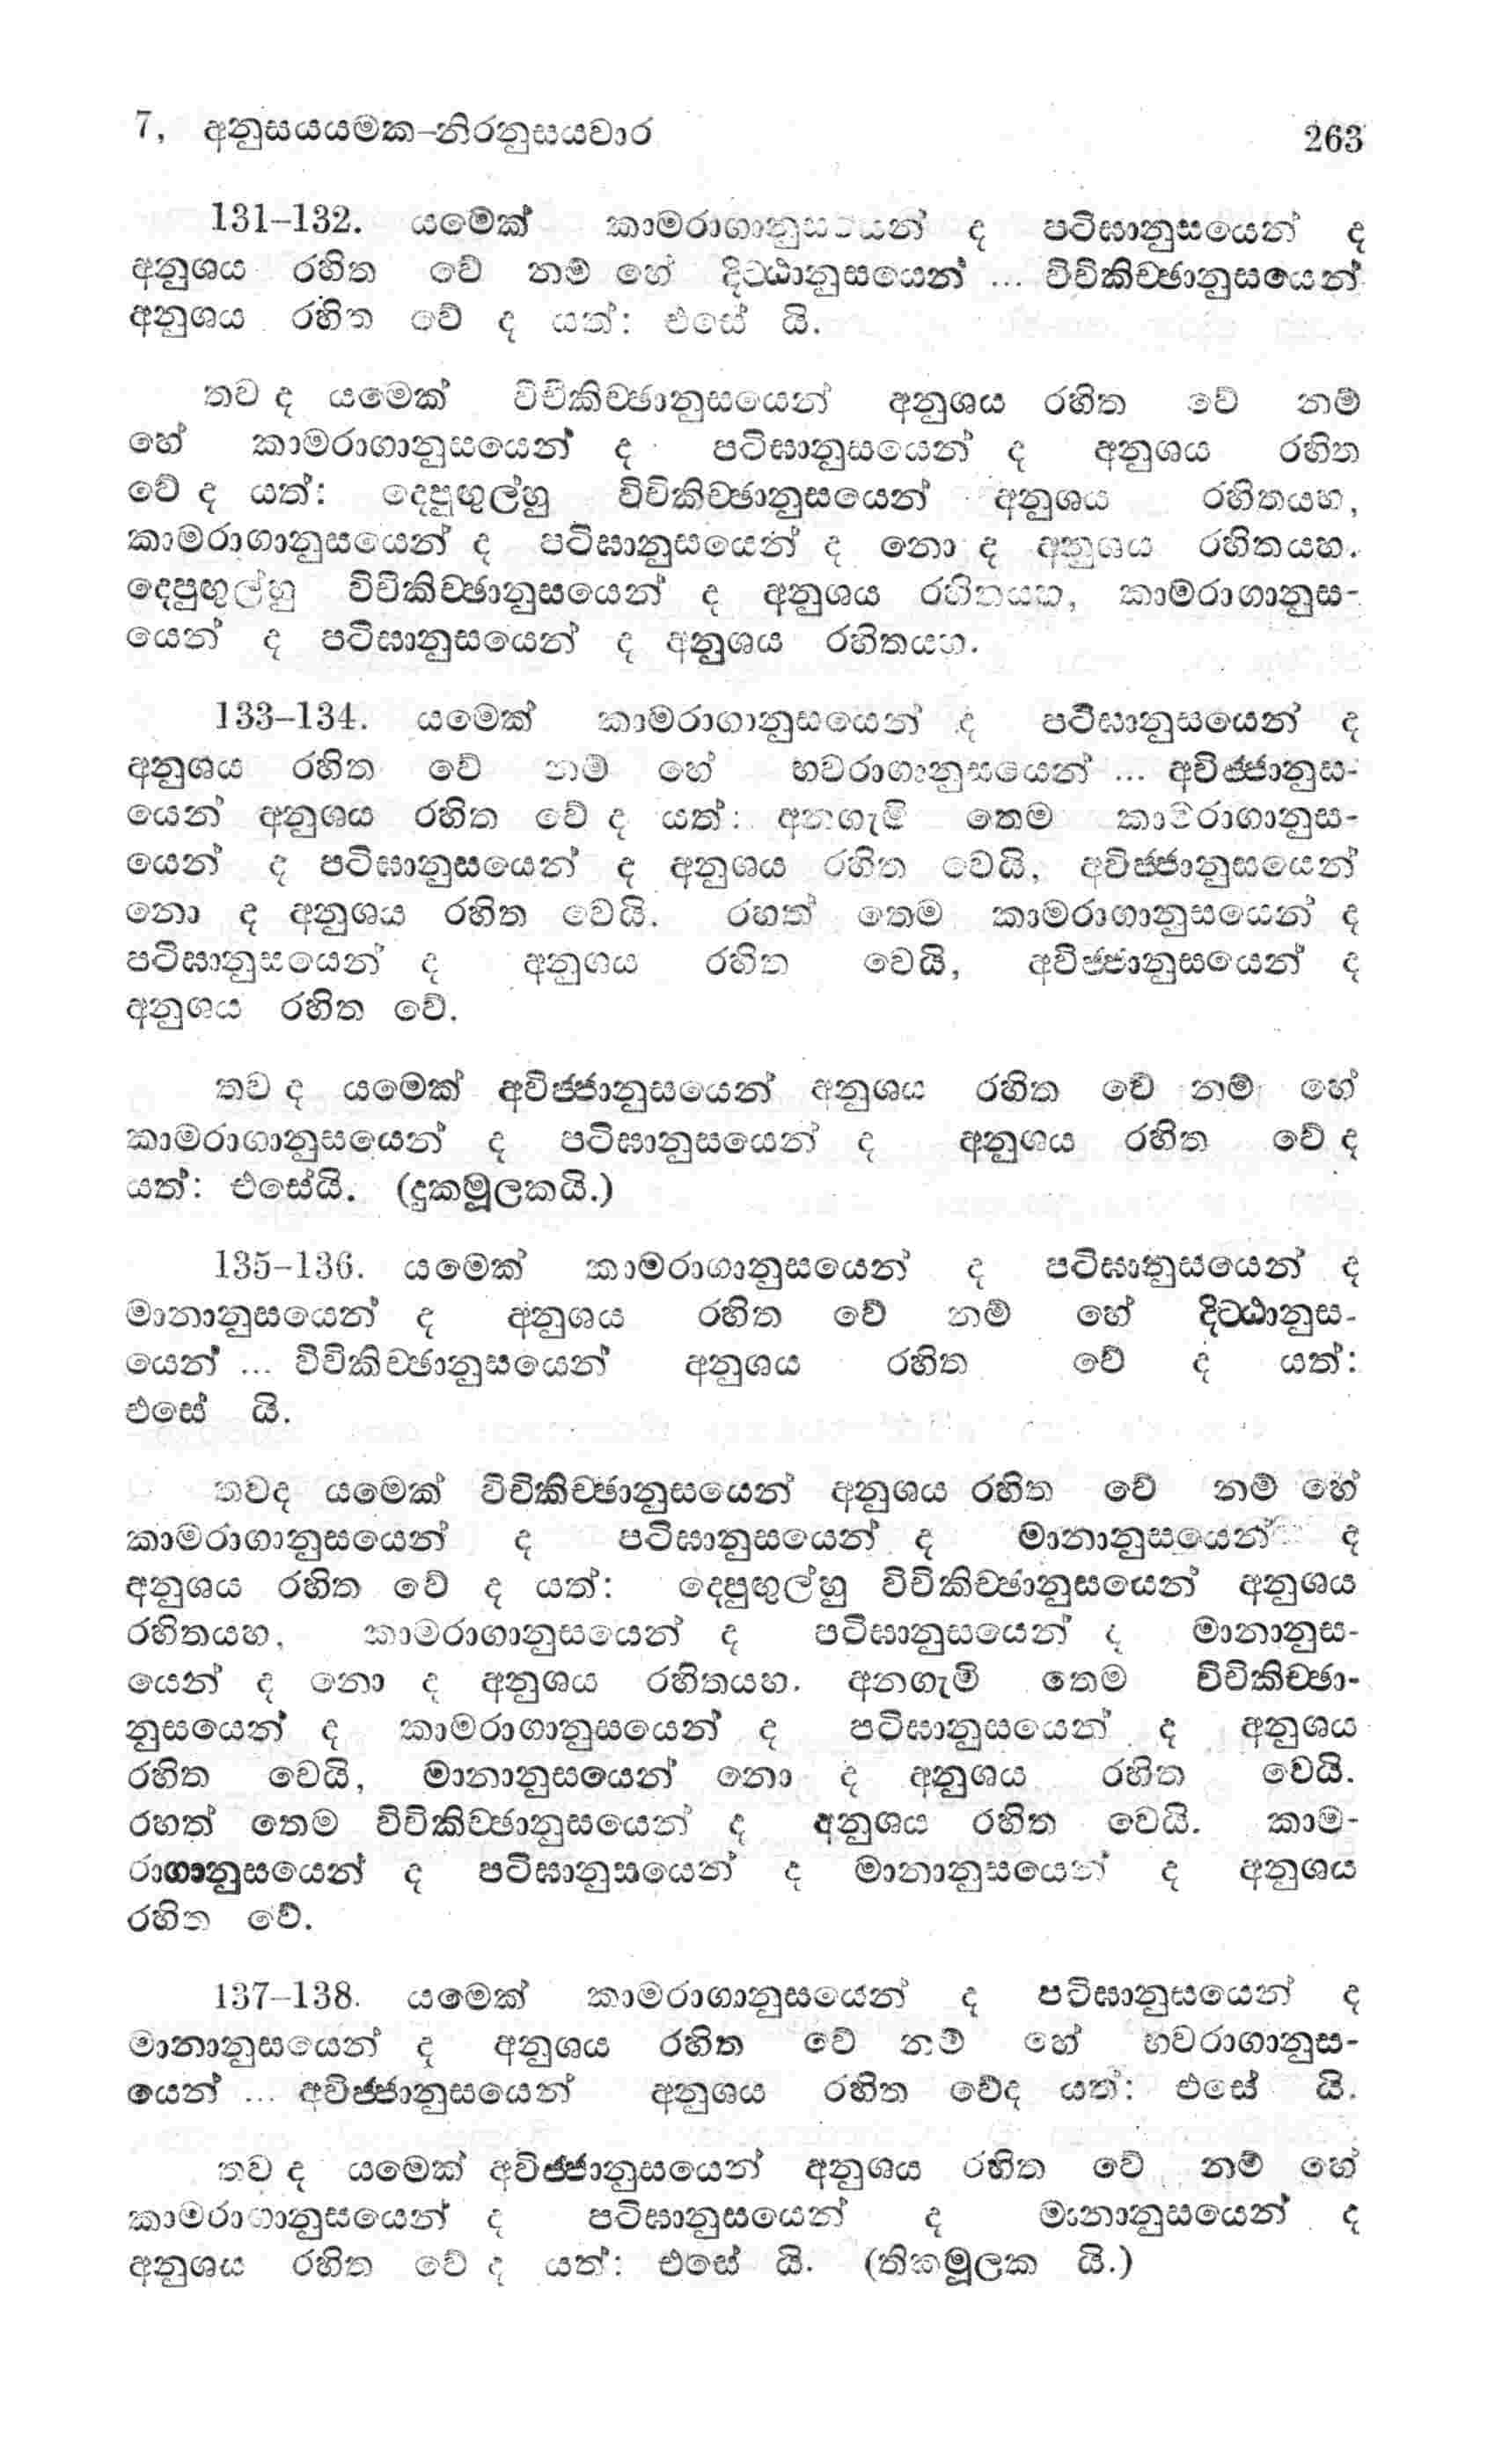 7, අනුසයයමක-නිරනුසයවාර 263
131–132. යමෙක් කාමරාගානුසයෙන් ද පටිඝානුසයෙන් ද
අනුශය රහිත වේ නම් හේ දිට්ඨානුසයෙන් ... විචිකිච්ඡානුසයෙන්
අනුශය රහිත වේ ද යත්: එසේ යි.
තව ද යමෙක් විචිකිච්ඡානුසයෙන් අනුශය රහිත වේ නම්
හේ කාමරාගානුසයෙන් ද පටිඝානුසයෙන් ද අනුශය රහිත
වේ ද යත්: දෙපුඟුල්හු විචිකිච්ඡානුසයෙන් අනුශය රහිතයහ,
කාමරාගානුසයෙන් ද පටිඝානුසයෙන් ද නො ද අනුශය රහිතයහ.
දෙපුඟුල්හු විචිකිච්ඡානුසයෙන් ද අනුශය රහිතයහ, කාමරාගානුස-
යෙන් ද පටිඝානුසයෙන් ද අනුශය රහිතයහ.
133–134. යමෙක් කාමරාගානුසයෙන් ද පටිඝානුසයෙන් ද
අනුශය රහිත වේ නම් හේ භවරාගානුසයෙන් ... අවිජ්ජානුස-
යෙන් අනුශය රහිත වේ ද යත්: අනගැමි තෙම කාමරාගානුස-
යෙන් ද පටිඝානුසයෙන් ද අනුශය රහිත වෙයි, අවිජ්ජානුසයෙන්
නො ද අනුශය රහිත වෙයි. රහත් තෙම කාමරාගානුසයෙන් ද
පටිඝානුසයෙන් ද අනුශය රහිත වෙයි, අවිජ්ජානුසයෙන් ද
අනුශය රහිත වේ.
තව ද යමෙක් අවිජ්ජානුසයෙන් අනුශය රහිත වේ නම් හේ
කාමරාගානුසයෙන් ද පටිඝානුසයෙන් ද අනුශය රහිත වේ ද
යත්: එසේයි. (දුකමූලකයි.)
135–136. යමෙක් කාමරාගානුසයෙන් ද පටිඝානුසයෙන් ද
මානානුසයෙන් ද අනුශය රහිත වේ නම් හේ දිට්ඨානුස-
යෙන් ... විචිකිච්ඡානුසයෙන් අනුශය රහිත වේ ද යත්:
එසේ යි.
තවද යමෙක් විචිකිච්ඡානුසයෙන් අනුශය රහිත වේ නම් හේ
කාමරාගානුසයෙන් ද පටිඝානුසයෙන් ද මානානුසයෙන් ද
අනුශය රහිත වේ ද යත්: දෙපුඟුල්හු විචිකිච්ඡානුසයෙන් අනුශය
රහිතයහ, කාමරාගානුසයෙන් ද පටිඝානුසයෙන් ද මානානුස-
යෙන් ද නො ද අනුශය රහිතයහ. අනගැමි තෙම විචිකිච්ඡා-
නුසයෙන් ද කාමරාගානුසයෙන් ද පටිඝානුසයෙන් ද අනුශය
රහිත වෙයි, මානානුසයෙන් නො ද අනුශය රහිත වෙයි.
රහත් තෙම විචිකිච්ඡානුසයෙන් ද අනුශය රහිත වෙයි. කාම-
රාගානුසයෙන් ද පටිඝානුසයෙන් ද මානානුසයෙන් ද අනුශය
රහිත වේ.
137–138. යමෙක් කාමරාගානුසයෙන් ද පටිඝානුසයෙන් ද
මානානුසයෙන් ද අනුශය රහිත වේ නම් හේ භවරාගානුස-
යෙන් ... අවිජ්ජානුසයෙන් අනුශය රහිත වේද යත්: එසේ යි.
තව ද යමෙක් අවිජ්ජානුසයෙන් අනුශය රහිත වේ නම් හේ
කාමරාගානුසයෙන් ද පටිඝානුසයෙන් ද මානානුසයෙන් ද
අනුශය රහිත වේ ද යත්: එසේ යි. (තිකමූලක යි.)